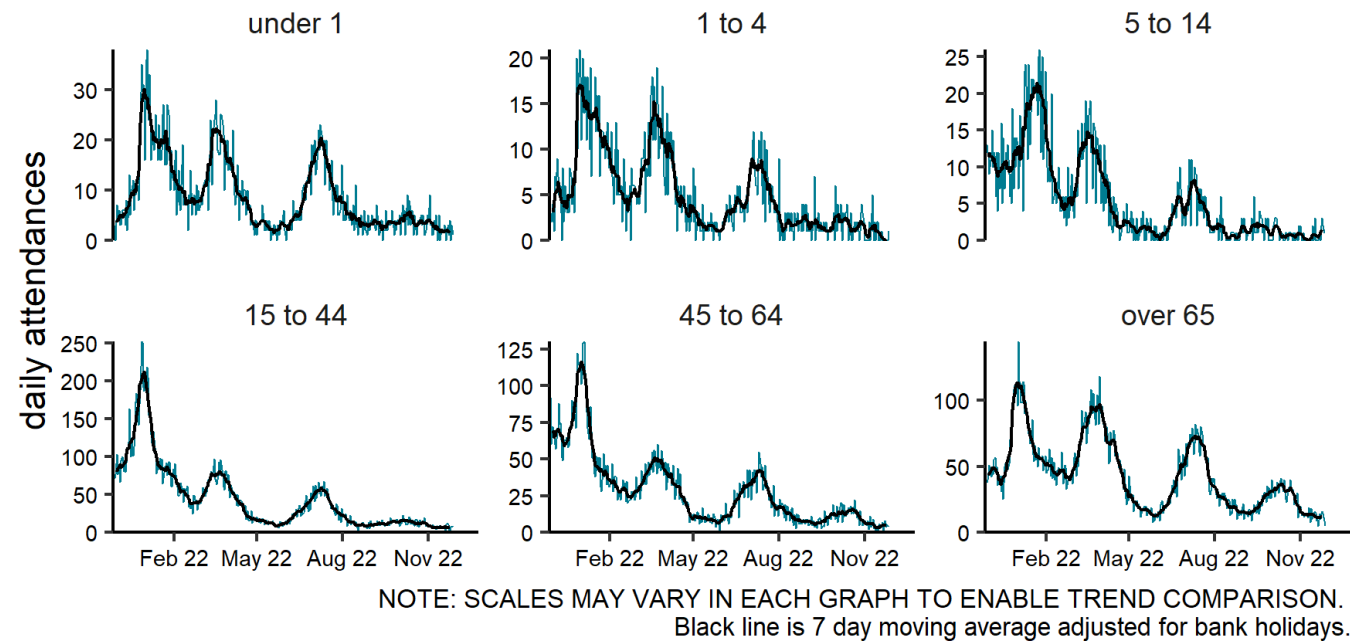 under 1
1 to 4
5 to 14
30
20
10
0
20
15
10
5
0
25
20
15
10
5
0
daily attendances
15 to 44
45 to 64
over 65
250
200
150
100
50
0
125
100
75
50
25
0
100
50
0
Feb 22 May 22 Aug 22 Nov 22
Feb 22 May 22 Aug 22 Nov 22
Feb 22 May 22 Aug 22 Nov 22
NOTE: SCALES MAY VARY IN EACH GRAPH TO ENABLE TREND COMPARISON.
Black line is 7 day moving average adjusted for bank holidays.